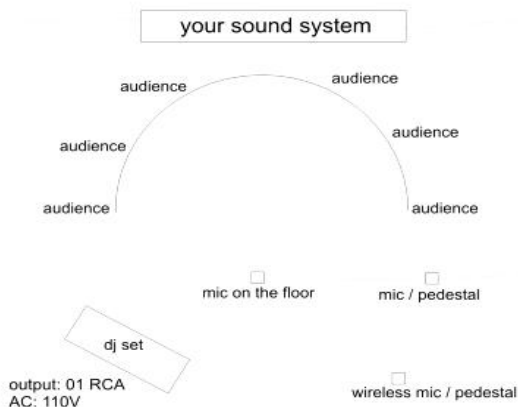 your sound system
audience
audience
audience
audience
audience
audience
mic on the floor
mic / pedestal
dj set
output: 01 RCA
AC: 110V
wireless mic / pedestal